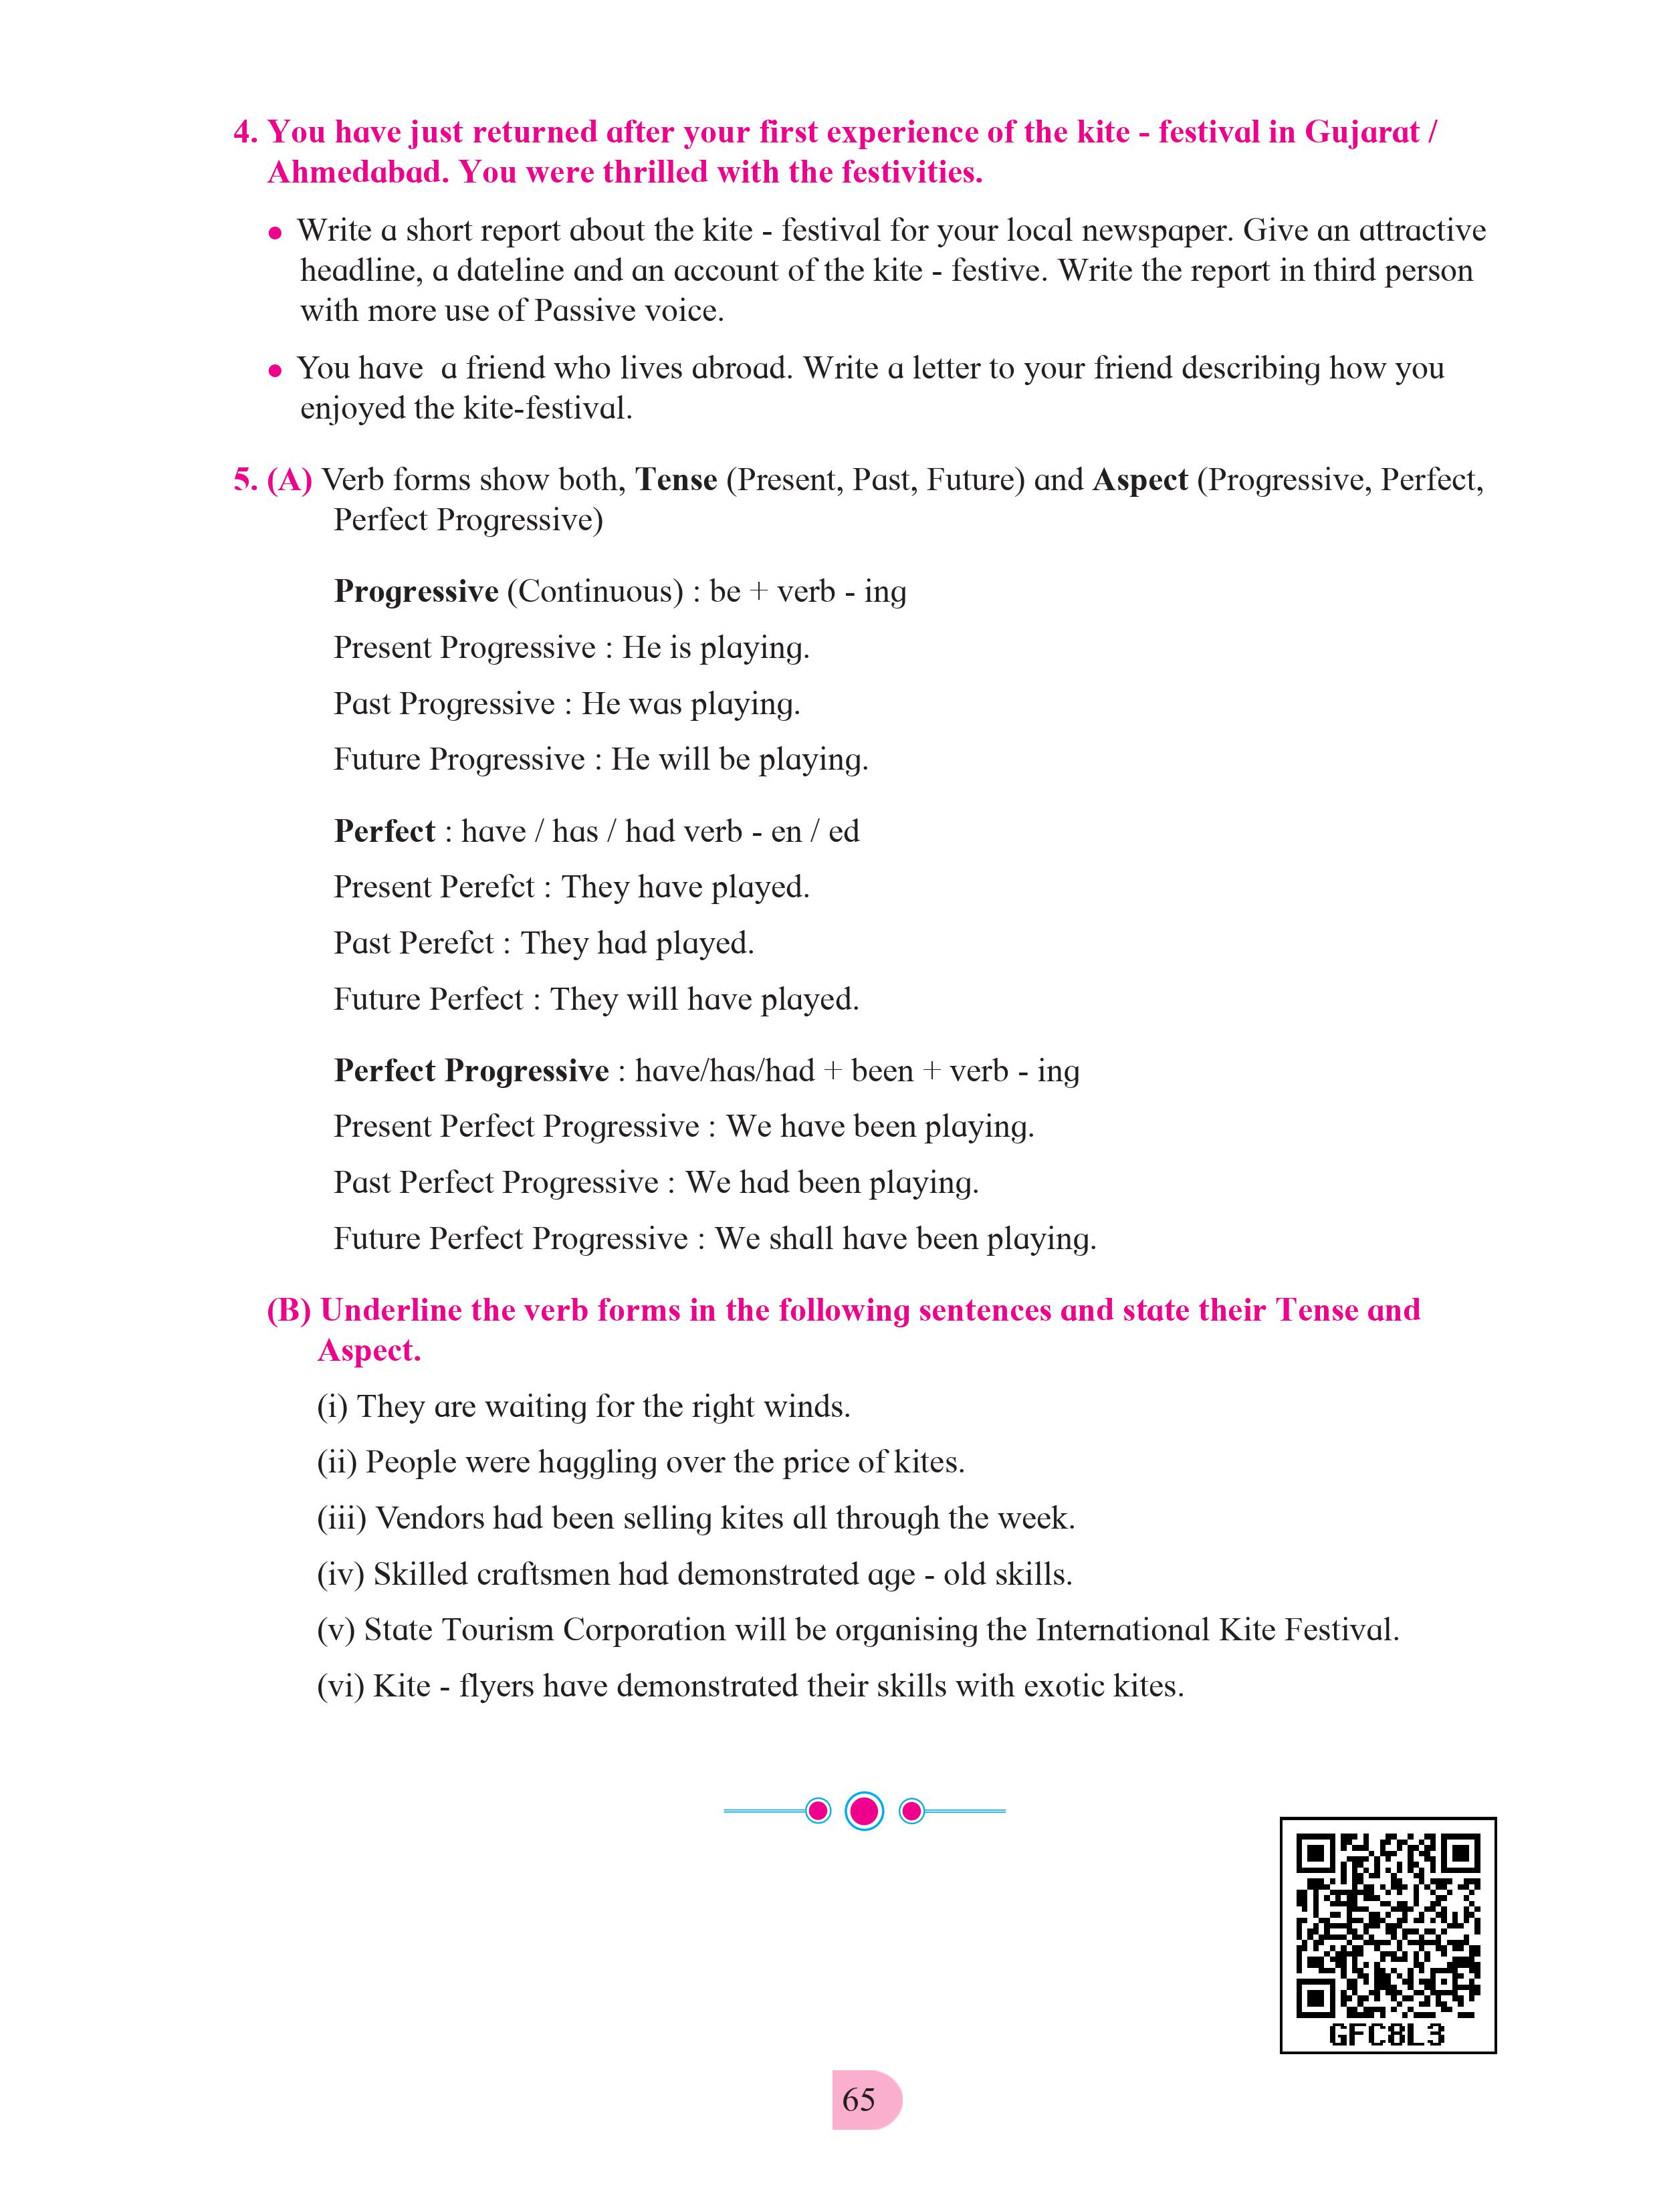 4. You have just returned after your first experience of the kite - festival in Gujarat /
Ahmedabad. You were thrilled with the festivities.
• Write a short report about the kite - festival for your local newspaper. Give an attractive
headline, a dateline and an account of the kite - festive. Write the report in third person
with more use of Passive voice.
• You have a friend who lives abroad. Write a letter to your friend describing how you
enjoyed the kite-festival.
5. (A) Verb forms show both, Tense (Present, Past, Future) and Aspect (Progressive, Perfect,
Perfect Progressive)
Progressive (Continuous) : be + verb - ing
Present Progressive : He is playing.
Past Progressive : He was playing.
Future Progressive : He will be playing.
Perfect : have / has / had verb - en / ed
Present Perefct : They have played.
Past Perefct : They had played.
Future Perfect : They will have played.
Perfect Progressive : have/has/had + been + verb - ing
Present Perfect Progressive : We have been playing.
Past Perfect Progressive : We had been playing.
Future Perfect Progressive : We shall have been playing.
(B) Underline the verb forms in the following sentences and state their Tense and
Aspect.
(i) They are waiting for the right winds.
(ii) People were haggling over the price of kites.
(iii) Vendors had been selling kites all through the week.
(iv) Skilled craftsmen had demonstrated age - old skills.
(v) State Tourism Corporation will be organising the International Kite Festival.
(vi) Kite - flyers have demonstrated their skills with exotic kites.
GFC8L3
65